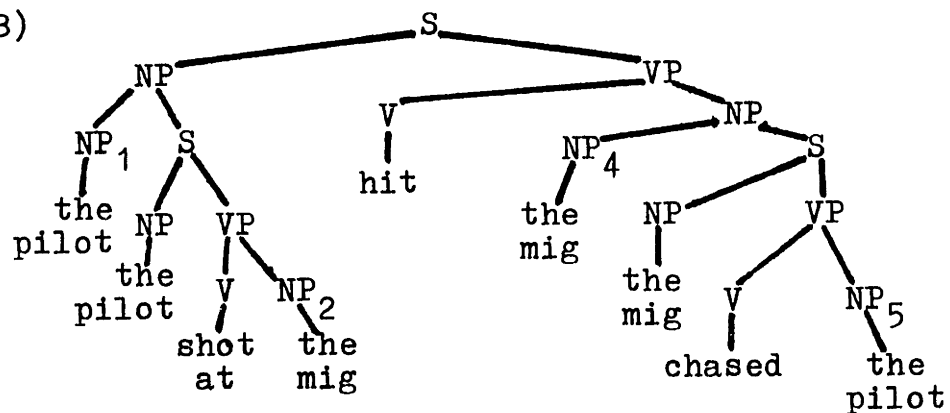 3)
S
NP VP
V NP
NP1 S NP4 S
hit
the pilot NP VP the mig NP VP
the pilot V NP2 the mig V NP5
shot at the mig chased the pilot